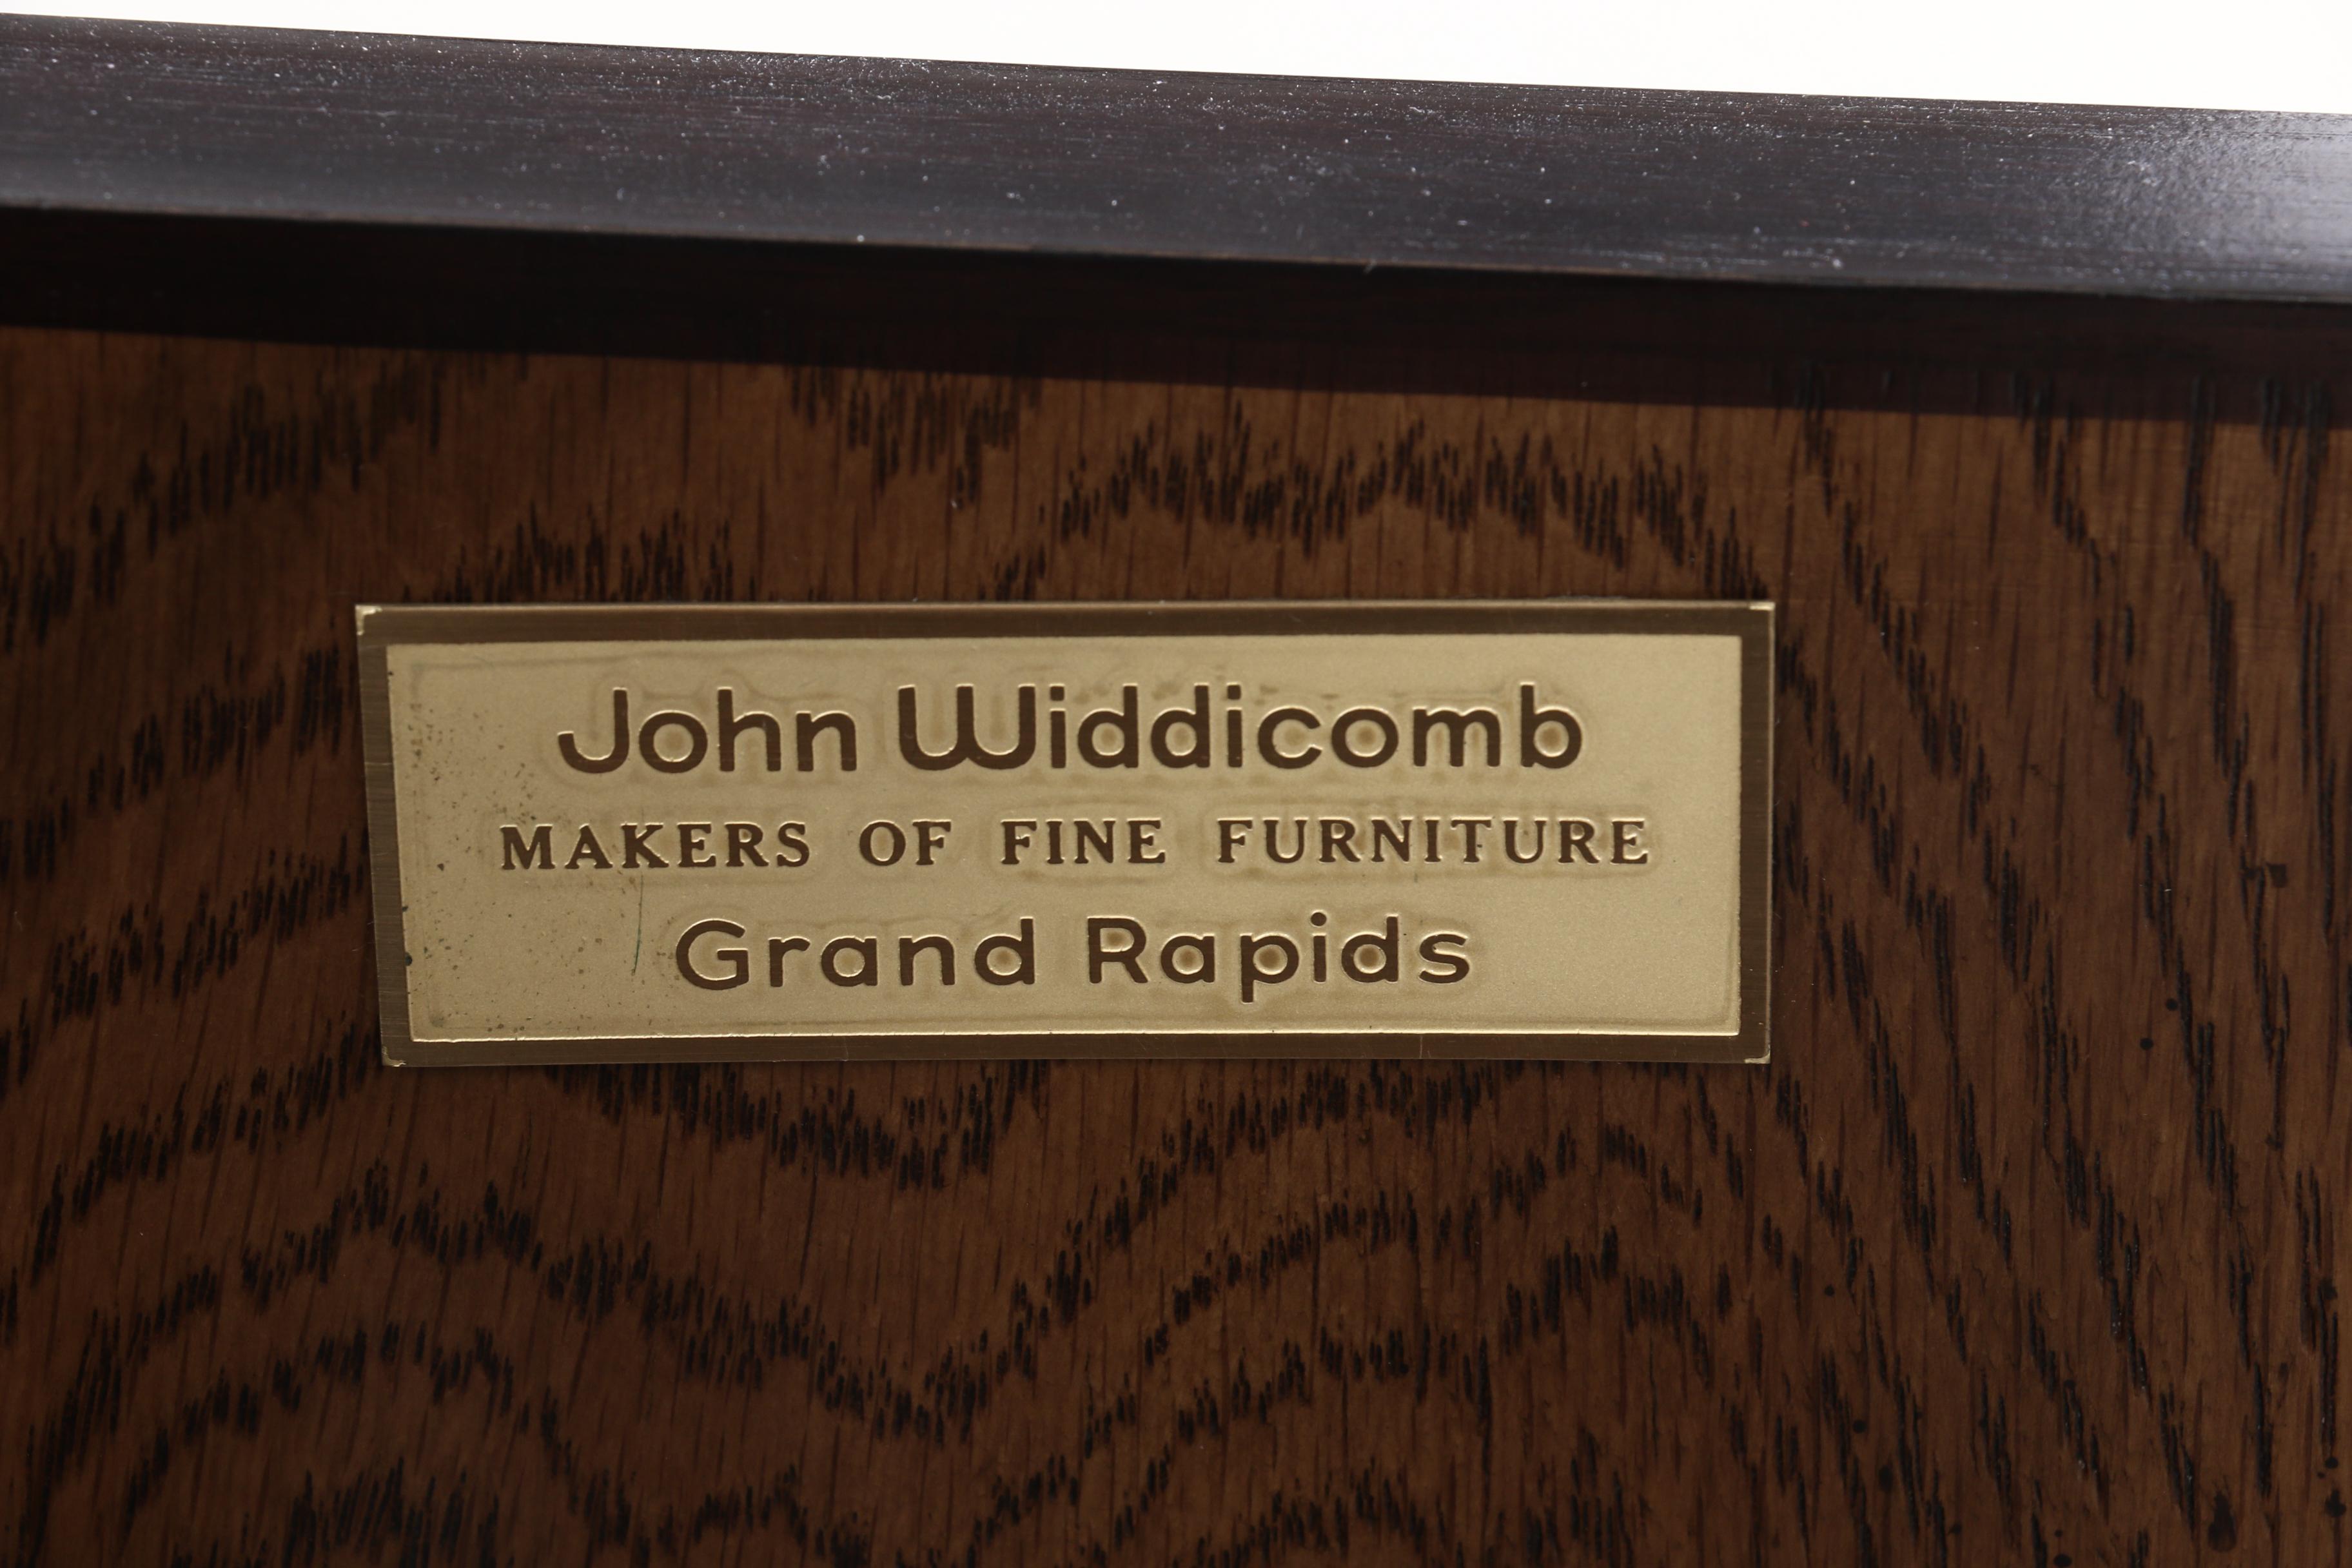 John Widdicomb
MAKERS OF FINE FURNITURE
Grand Rapids